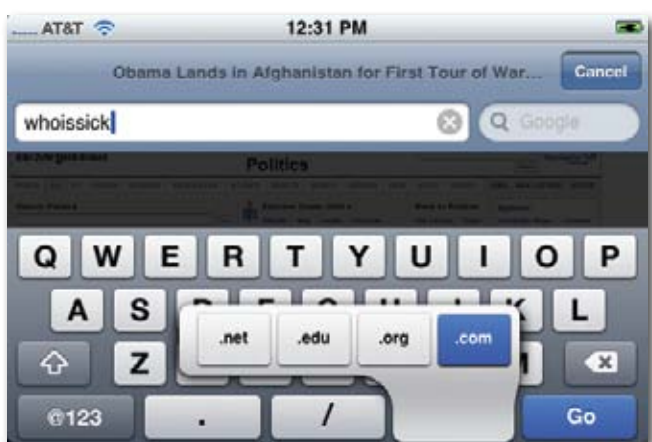 AT&T 12:31 PM
Obama Lands in Afghanistan for First Tour of War... Cancel
whoissick Google
Politics
Q W E R T Y U I O P
A S K L
.net .edu .org .com
Z
@123 . / Go